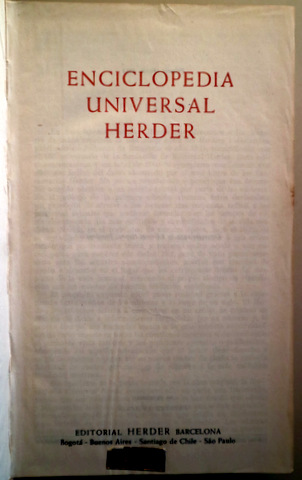 ENCICLOPEDIA
UNIVERSAL
HERDER
EDITORIAL HERDER BARCELONA
Bogotá - Buenos Aires - Santiago de Chile - São Paulo